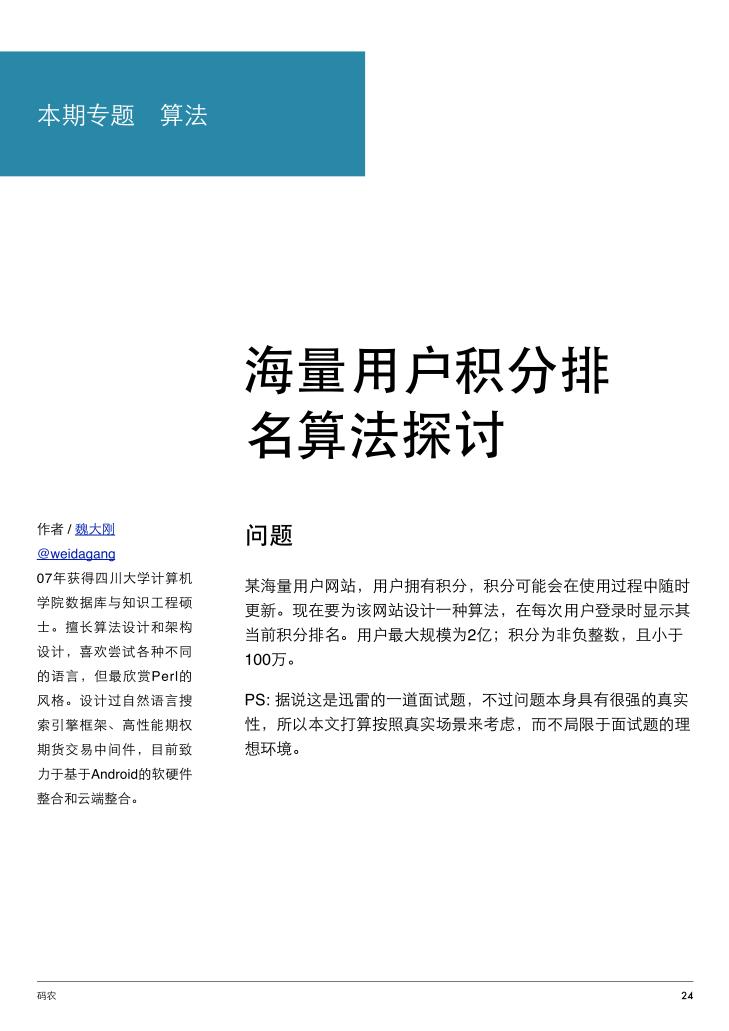 本期专题　算法
海量用户积分排
名算法探讨
作者 / 魏大刚
@weidagang
07年获得四川大学计算机
学院数据库与知识工程硕
士。擅长算法设计和架构
设计，喜欢尝试各种不同
的语言，但最欣赏Perl的
风格。设计过自然语言搜
索引擎框架、高性能期权
期货交易中间件，目前致
力于基于Android的软硬件
整合和云端整合。
问题
某海量用户网站，用户拥有积分，积分可能会在使用过程中随时
更新。现在要为该网站设计一种算法，在每次用户登录时显示其
当前积分排名。用户最大规模为2亿；积分为非负整数，且小于
100万。
PS: 据说这是迅雷的一道面试题，不过问题本身具有很强的真实
性，所以本文打算按照真实场景来考虑，而不局限于面试题的理
想环境。
码农
24